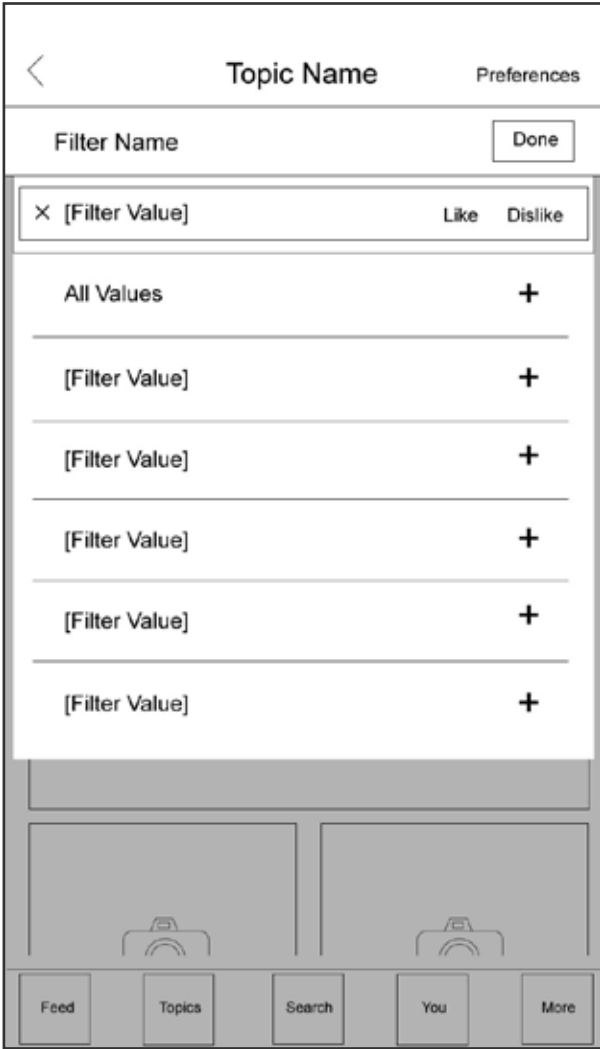 Topic Name Preferences
Filter Name Done
× [Filter Value] Like Dislike
All Values +
[Filter Value] +
[Filter Value] +
[Filter Value] +
[Filter Value] +
[Filter Value] +
Feed Topics Search You More